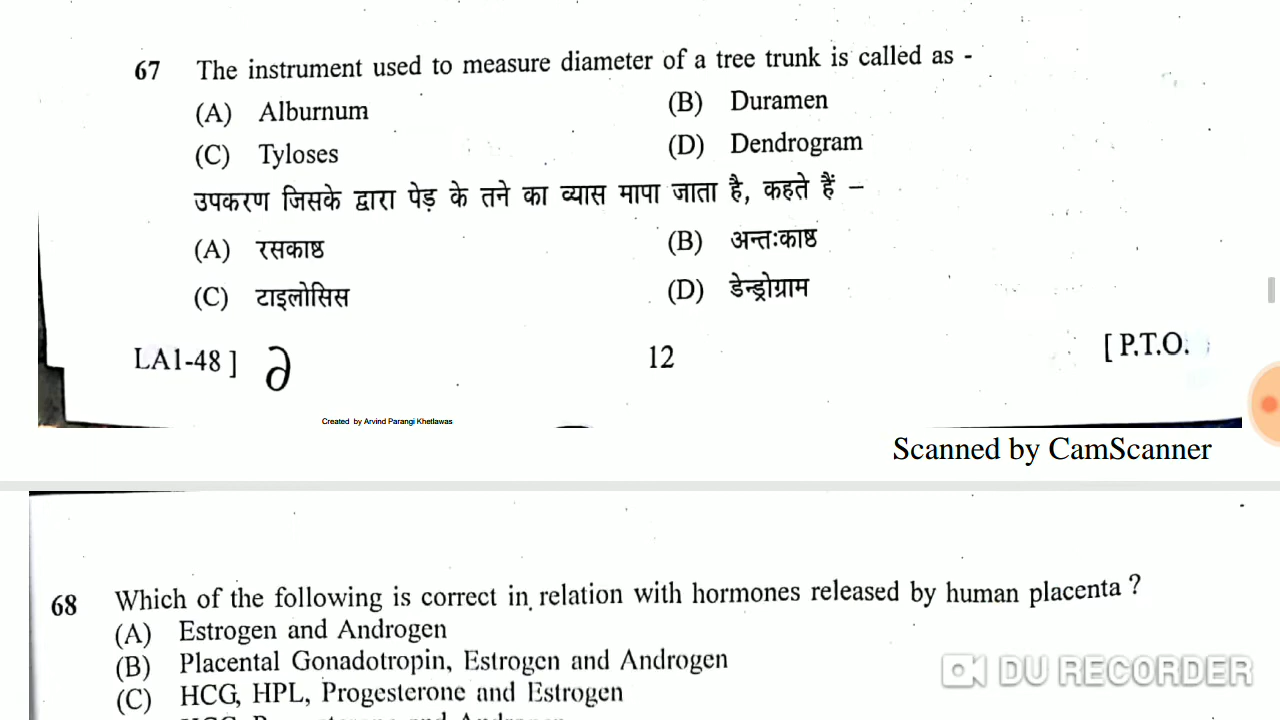 67 The instrument used to measure diameter of a tree trunk is called as -
(A) Alburnum (B) Duramen
(C) Tyloses (D) Dendrogram
उपकरण जिसके द्वारा पेड़ के तने का व्यास मापा जाता है, कहते हैं –
(A) रसकाष्ठ (B) अन्तःकाष्ठ
(C) टाइलोसिस (D) डेन्ड्रोग्राम
LA1-48 ] 12 [ P.T.O.
Created by Arvind Parangi Khetlawas
Scanned by CamScanner
68 Which of the following is correct in relation with hormones released by human placenta ?
(A) Estrogen and Androgen
(B) Placental Gonadotropin, Estrogen and Androgen
(C) HCG, HPL, Progesterone and Estrogen
DU RECORDER